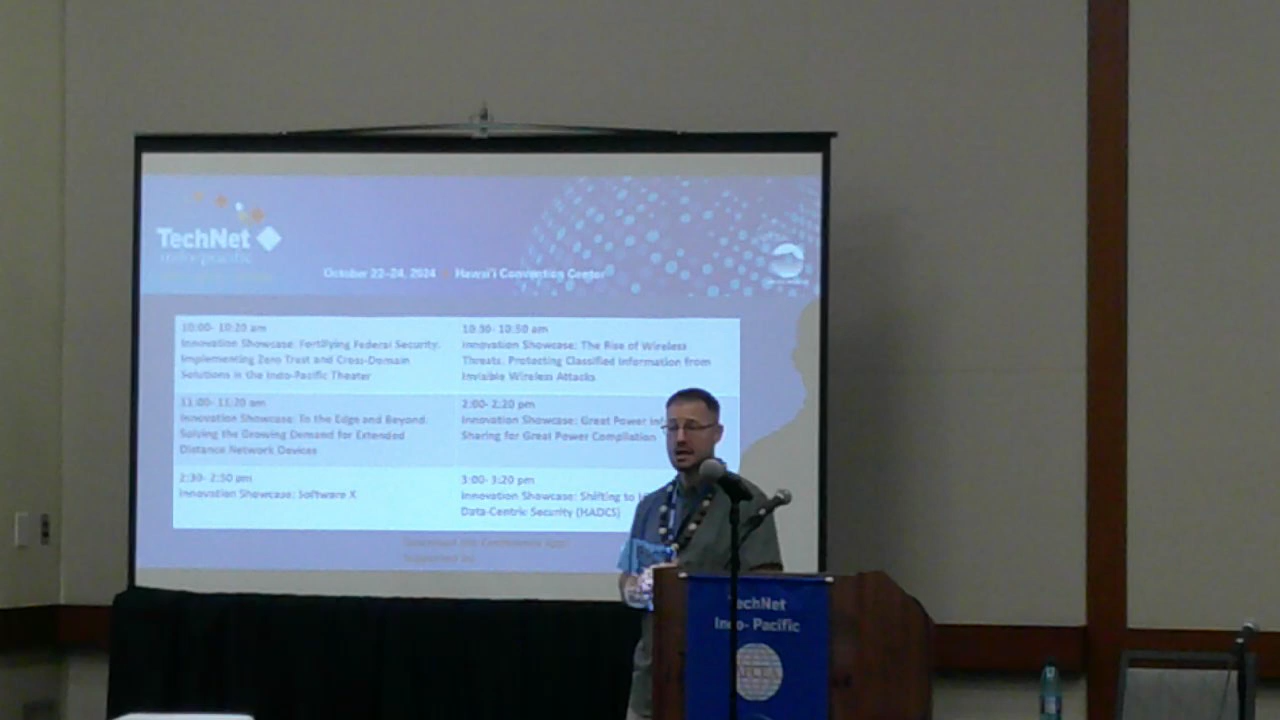 TechNet
Indo-Pacific
October 22-24, 2024 Hawai'i Convention Center
10:00- 10:20 am
Innovation Showcase: Fortifying Federal Security:
Implementing Zero Trust and Cross-Domain
Solutions in the Indo-Pacific Theater
10:30- 10:50 am
Innovation Showcase: The Rise of Wireless
Threats: Protecting Classified Information from
Invisible Wireless Attacks
11:00- 11:20 am
Innovation Showcase: To the Edge and Beyond:
Solving the Growing Demand for Extended
Distance Network Devices
2:00- 2:20 pm
Innovation Showcase: Great Power
Sharing for Great Power
2:30- 2:50 pm
Innovation Showcase: Software X
3:00- 3:20 pm
Innovation Showcase: Shifting to
Data-Centric Security (HADCS)
TechNet
Indo- Pacific
AFCEA